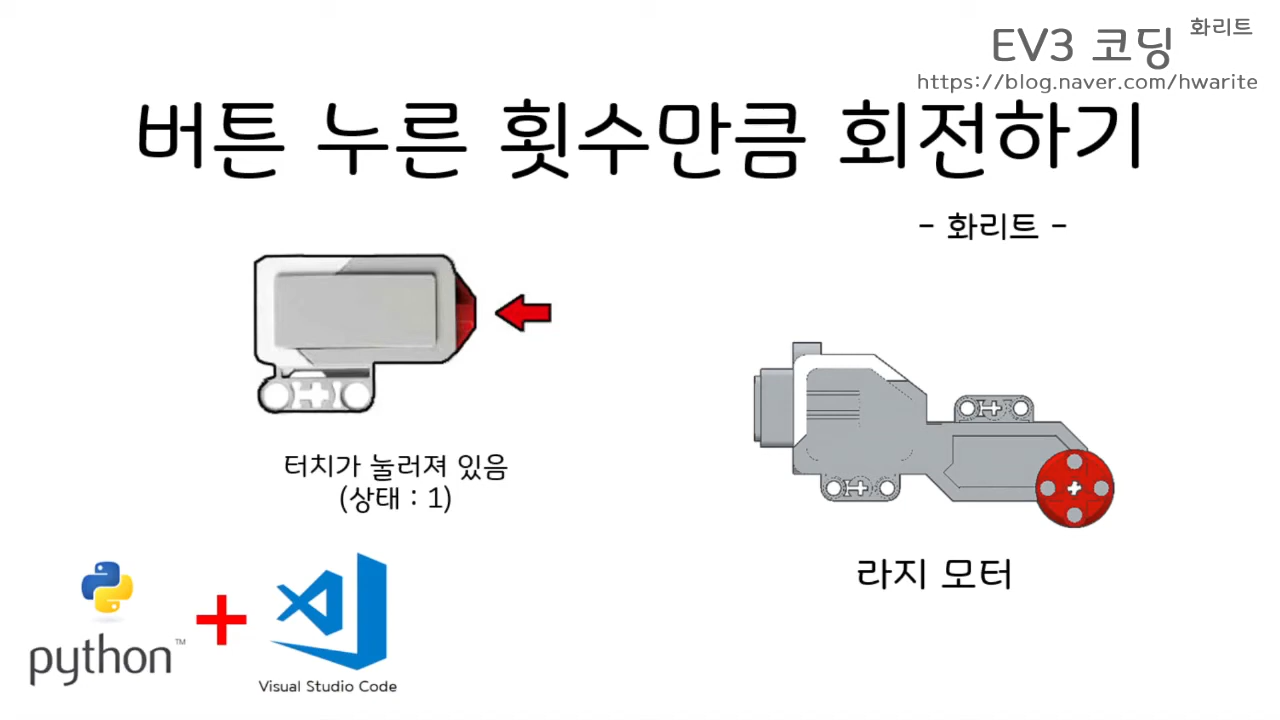 화리트
EV3 코딩
https://blog.naver.com/hwarite
버튼 누른 횟수만큼 회전하기
- 화리트 -
터치가 눌러져 있음
(상태 : 1)
라지 모터
python™
Visual Studio Code